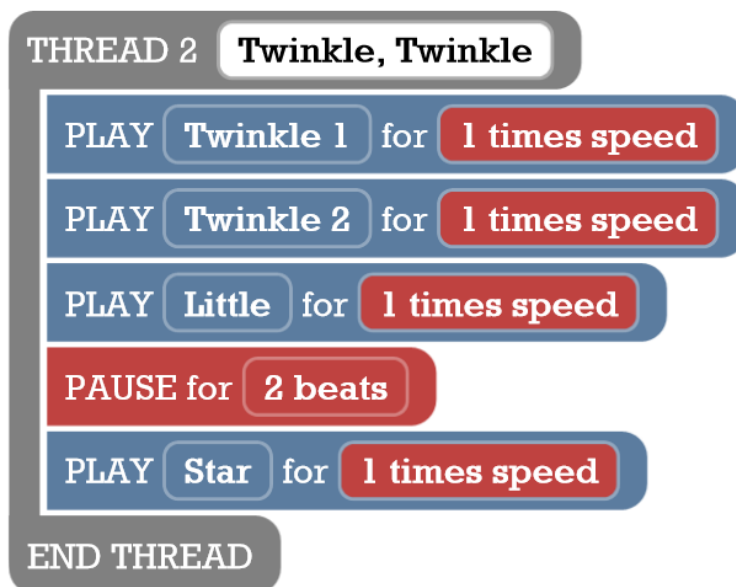 THREAD 2 Twinkle, Twinkle
PLAY Twinkle 1 for 1 times speed
PLAY Twinkle 2 for 1 times speed
PLAY Little for 1 times speed
PAUSE for 2 beats
PLAY Star for 1 times speed
END THREAD